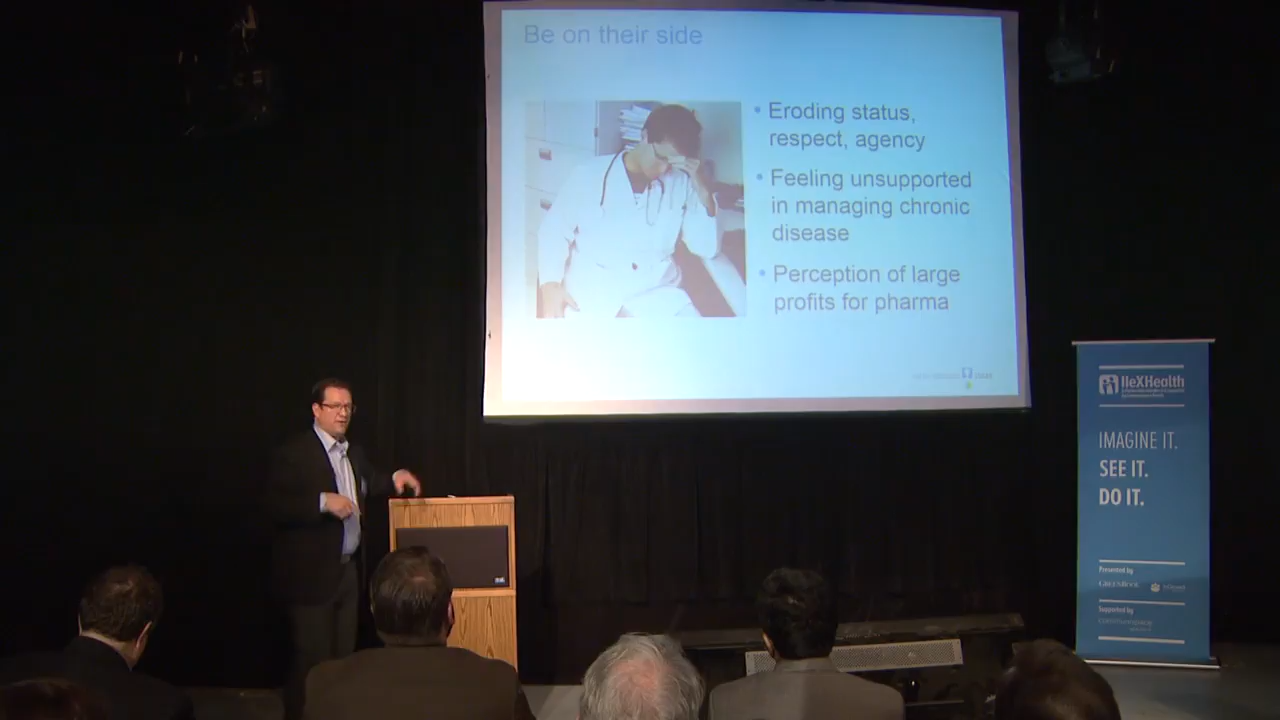 Be on their side
• Eroding status,
respect, agency
• Feeling unsupported
in managing chronic
disease
• Perception of large
profits for pharma
IIeXHealth
IMAGINE IT.
SEE IT.
DO IT.
Presented by
Supported by